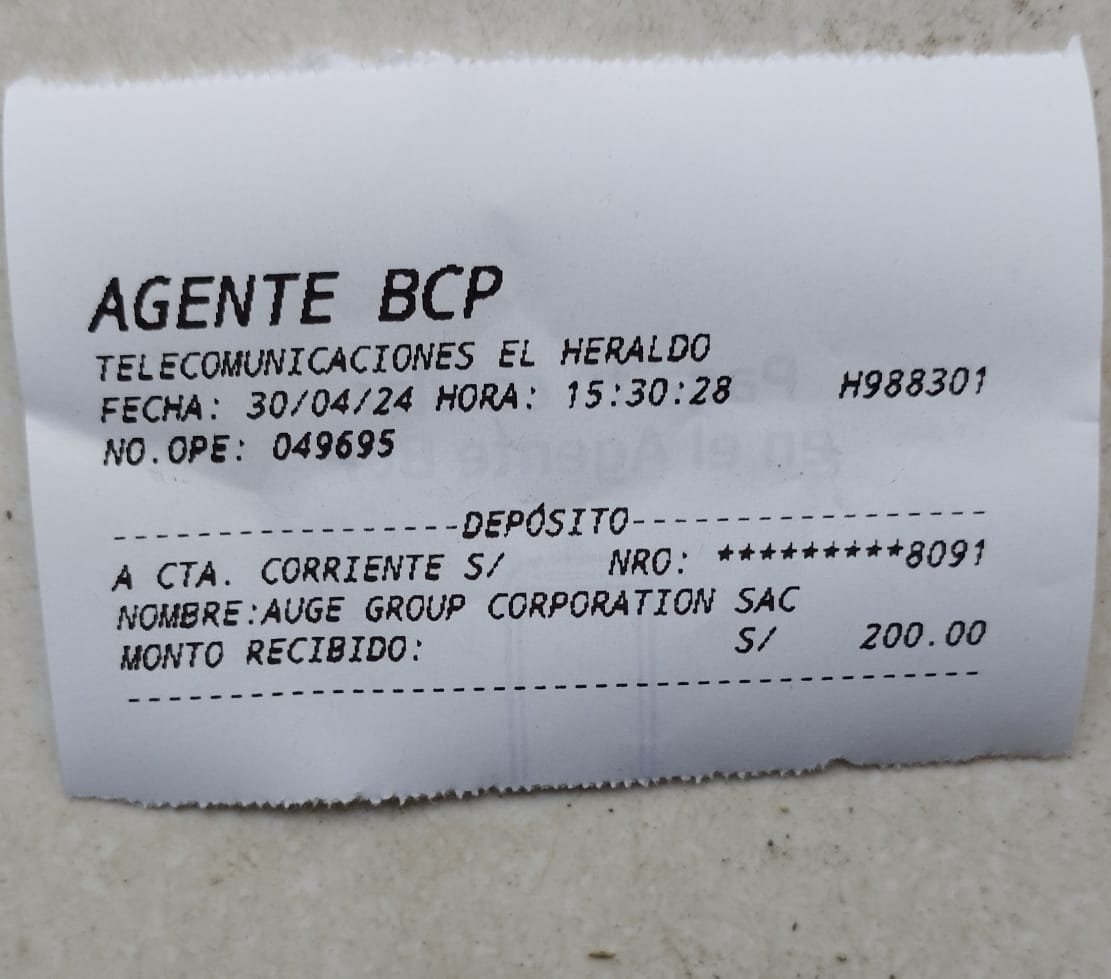 AGENTE BCP
TELECOMUNICACIONES EL HERALDO
FECHA: 30/04/24 HORA: 15:30:28 H988301
NO.OPE: 049695
----------------DEPÓSITO----------------
A CTA. CORRIENTE S/ NRO: *********8091
NOMBRE:AUGE GROUP CORPORATION SAC
MONTO RECIBIDO: S/ 200.00